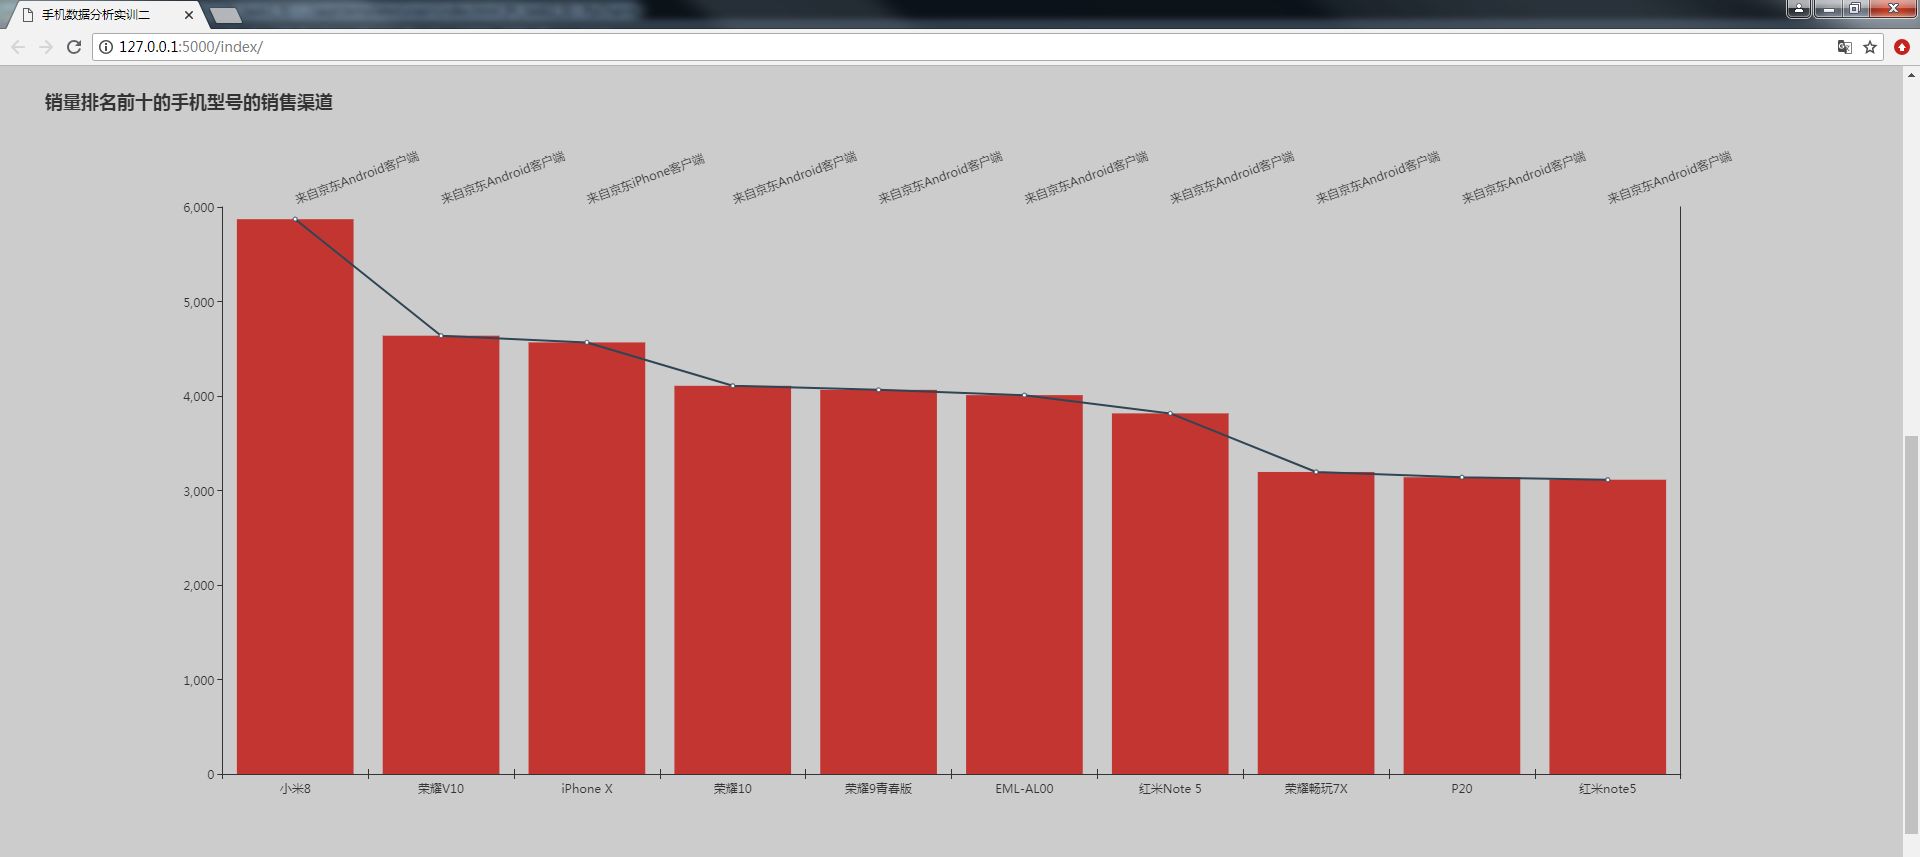 手机数据分析实训二
127.0.0.1:5000/index/
销量排名前十的手机型号的销售渠道
来自京东Android客户端
来自京东Android客户端
来自京东iPhone客户端
来自京东Android客户端
来自京东Android客户端
来自京东Android客户端
来自京东Android客户端
来自京东Android客户端
来自京东Android客户端
来自京东Android客户端
6,000
5,000
4,000
3,000
2,000
1,000
0
小米8
荣耀V10
iPhone X
荣耀10
荣耀9青春版
EML-AL00
红米Note 5
荣耀畅玩7X
P20
红米note5